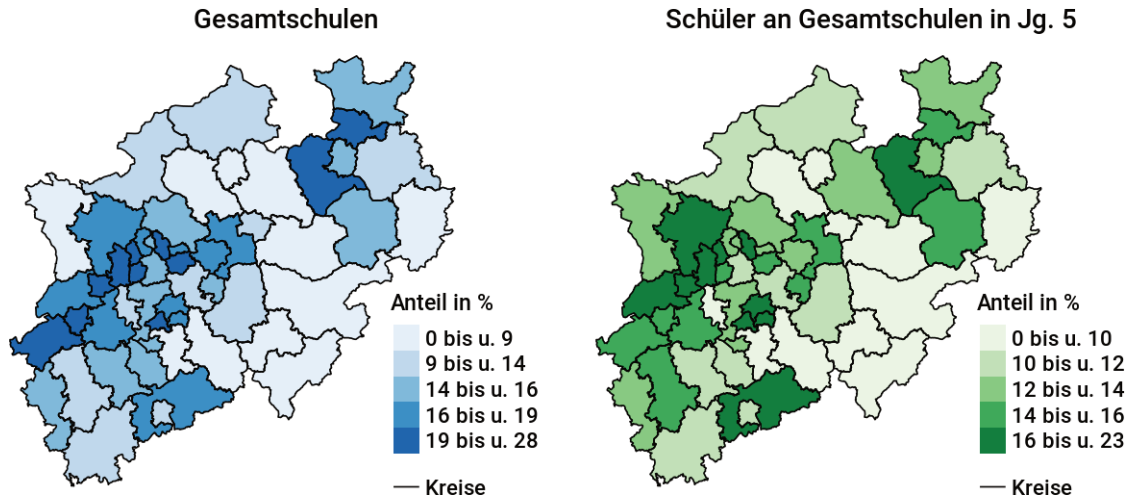 Gesamtschulen
Schüler an Gesamtschulen in Jg. 5
Anteil in %
0 bis u. 9
9 bis u. 14
14 bis u. 16
16 bis u. 19
19 bis u. 28
Kreise
Anteil in %
0 bis u. 10
10 bis u. 12
12 bis u. 14
14 bis u. 16
16 bis u. 23
Kreise